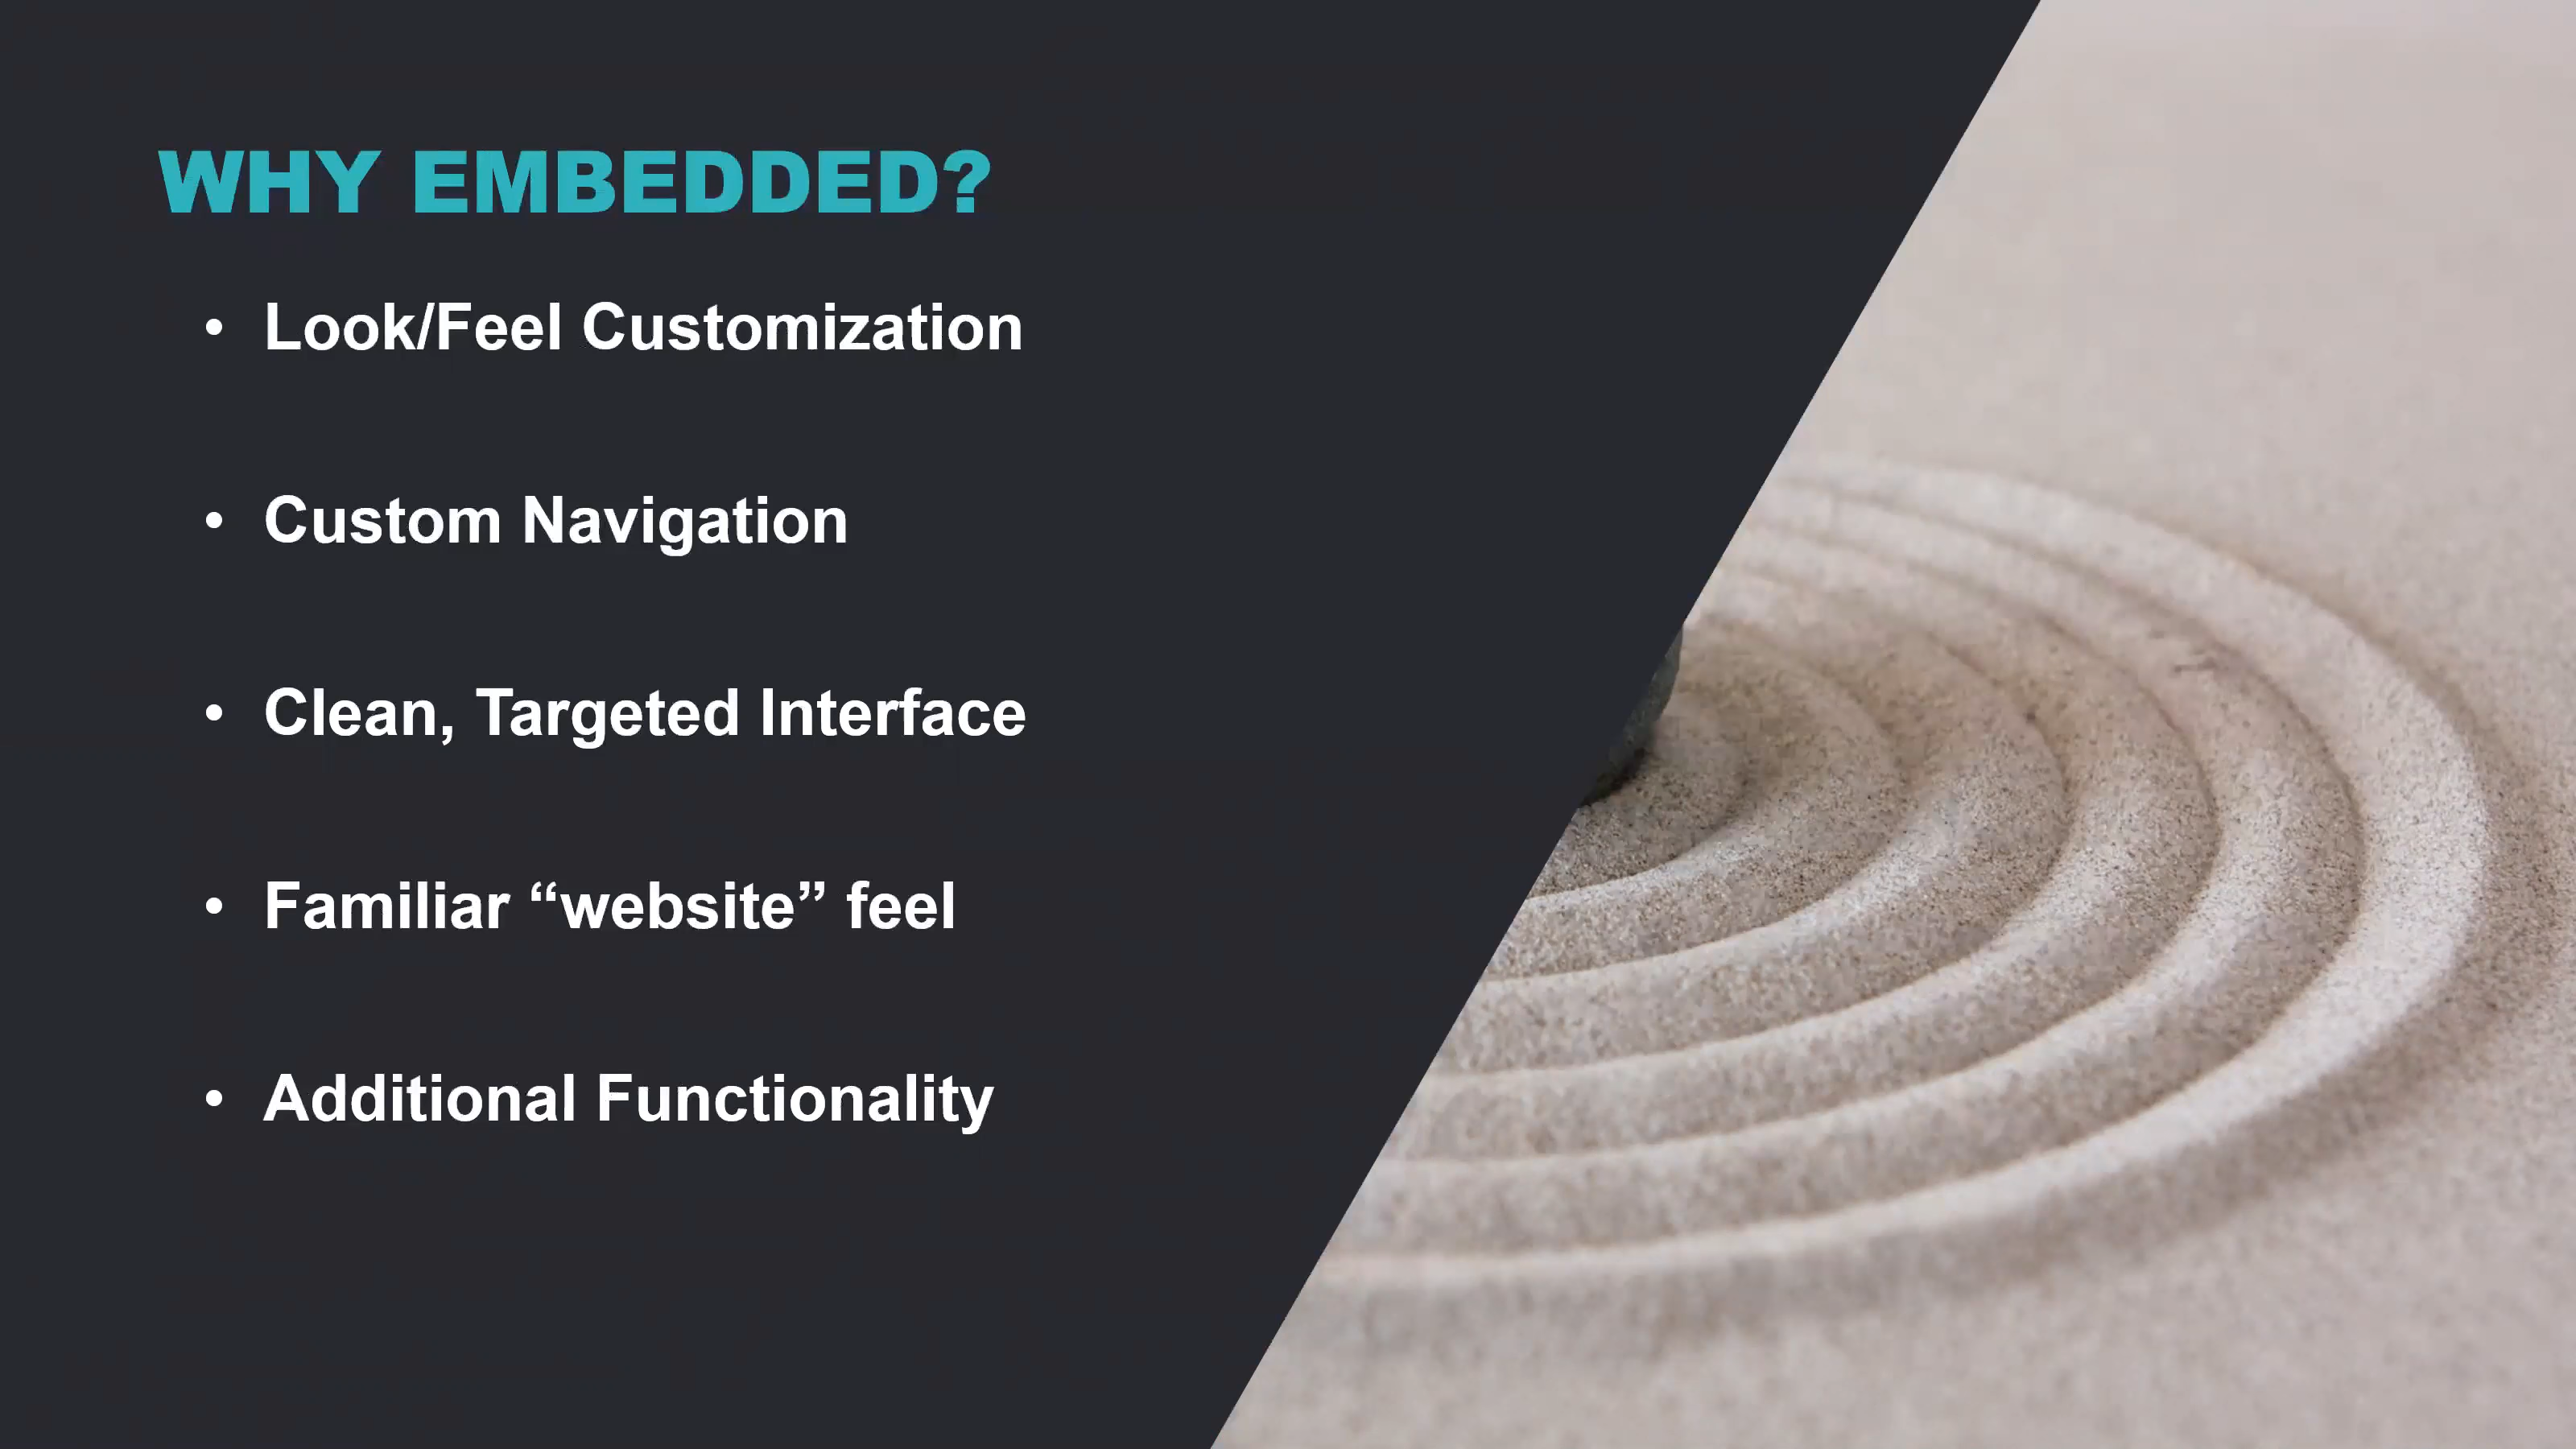 WHY EMBEDDED?
• Look/Feel Customization
• Custom Navigation
• Clean, Targeted Interface
• Familiar “website” feel
• Additional Functionality